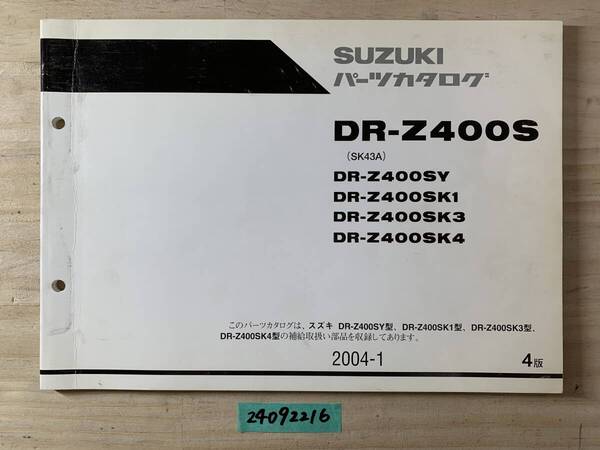 SUZUKI
パーツカタログ
DR-Z400S
(SK43A)
DR-Z400SY
DR-Z400SK1
DR-Z400SK3
DR-Z400SK4
このパーツカタログは、スズキ DR-Z400SY型、DR-Z400SK1型、DR-Z400SK3型、
DR-Z400SK4型の補給取扱い部品を収録してあります。
2004-1
4版
24092216